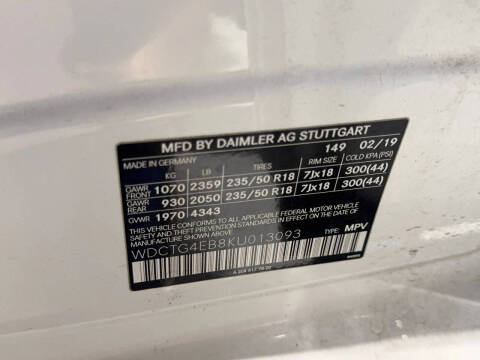 MFD BY DAIMLER AG STUTTGART
MADE IN GERMANY 149 02/19
KG LB TIRES RIM SIZE COLD KPA (PSI)
GAWR FRONT 1070 2359 235/50 R18 7Jx18 300(44)
GAWR REAR 930 2050 235/50 R18 7Jx18 300(44)
GVWR 1970 4343
THIS VEHICLE CONFORMS TO ALL APPLICABLE FEDERAL MOTOR VEHICLE
SAFETY STANDARDS IN EFFECT ON THE DATE OF MANUFACTURE SHOWN ABOVE.
WDCTG4EB8KU013093 TYPE: MPV